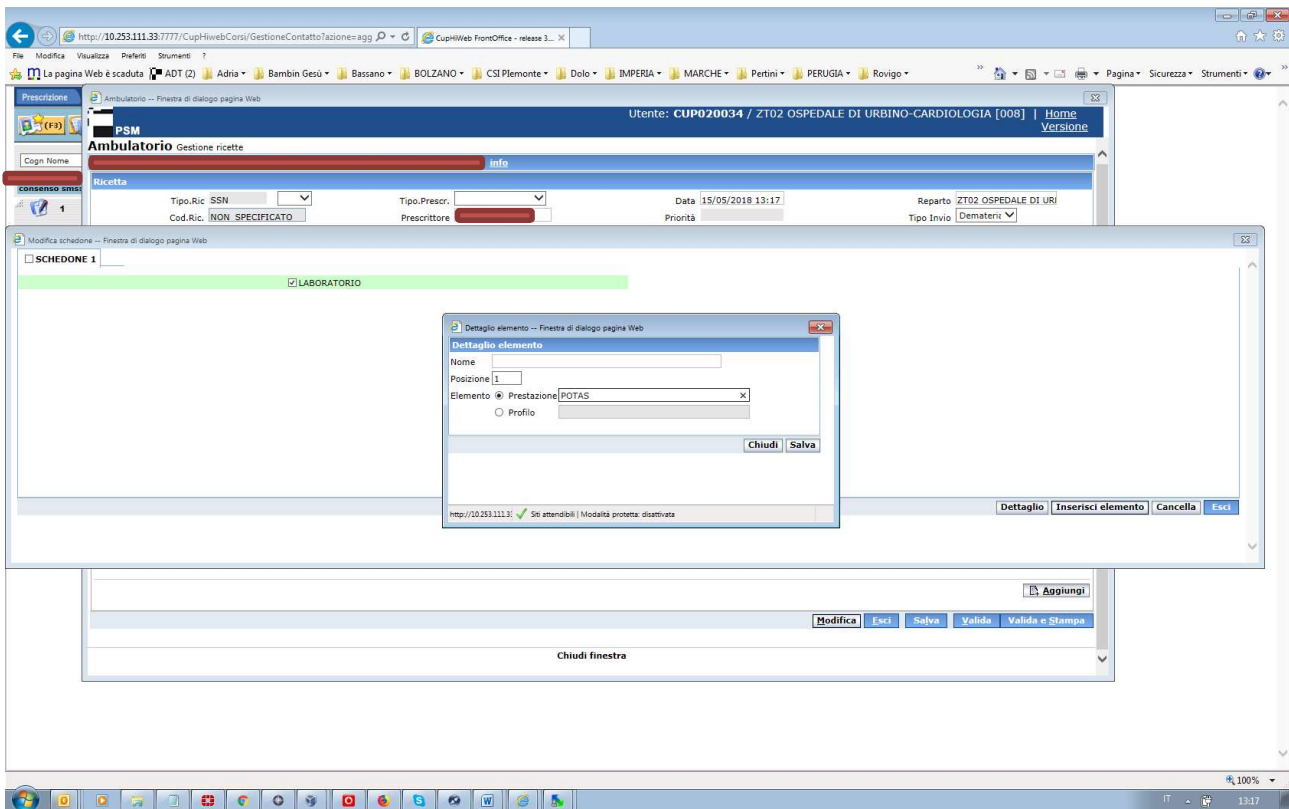 http://10.253.111.33:7777/CupHiwebCorsi/GestioneContatto?azione=agg
CupHiWeb FrontOffice - release 3...
File Modifica Visualizza Preferiti Strumenti ?
La pagina Web è scaduta ADT (2) Adria Bambin Gesù Bassano BOLZANO CSI Piemonte Dolo IMPERIA MARCHE Pertini PERUGIA Rovigo » Pagina Sicurezza Strumenti »
Prescrizione
Ambulatorio -- Finestra di dialogo pagina Web
Utente: CUP020034 / ZT02 OSPEDALE DI URBINO-CARDIOLOGIA [008] | Home
Versione
PSM
(F3)
Ambulatorio Gestione ricette
Cogn Nome
info
consenso sms:
Ricetta
Tipo.Ric SSN Tipo.Prescr. Data 15/05/2018 13:17 Reparto ZT02 OSPEDALE DI URI
1
Cod.Ric. NON SPECIFICATO Prescrittore Priorità Tipo Invio Demateria
Modifica schedone -- Finestra di dialogo pagina Web
SCHEDONE 1
LABORATORIO
Dettaglio elemento -- Finestra di dialogo pagina Web
Dettaglio elemento
Nome
Posizione 1
Elemento Prestazione POTAS
Profilo
Chiudi Salva
http://10.253.111.3: Siti attendibili | Modalità protetta: disattivata
Dettaglio Inserisci elemento Cancella Esci
Aggiungi
Modifica Esci Salva Valida Valida e Stampa
Chiudi finestra
100%
IT 13:17